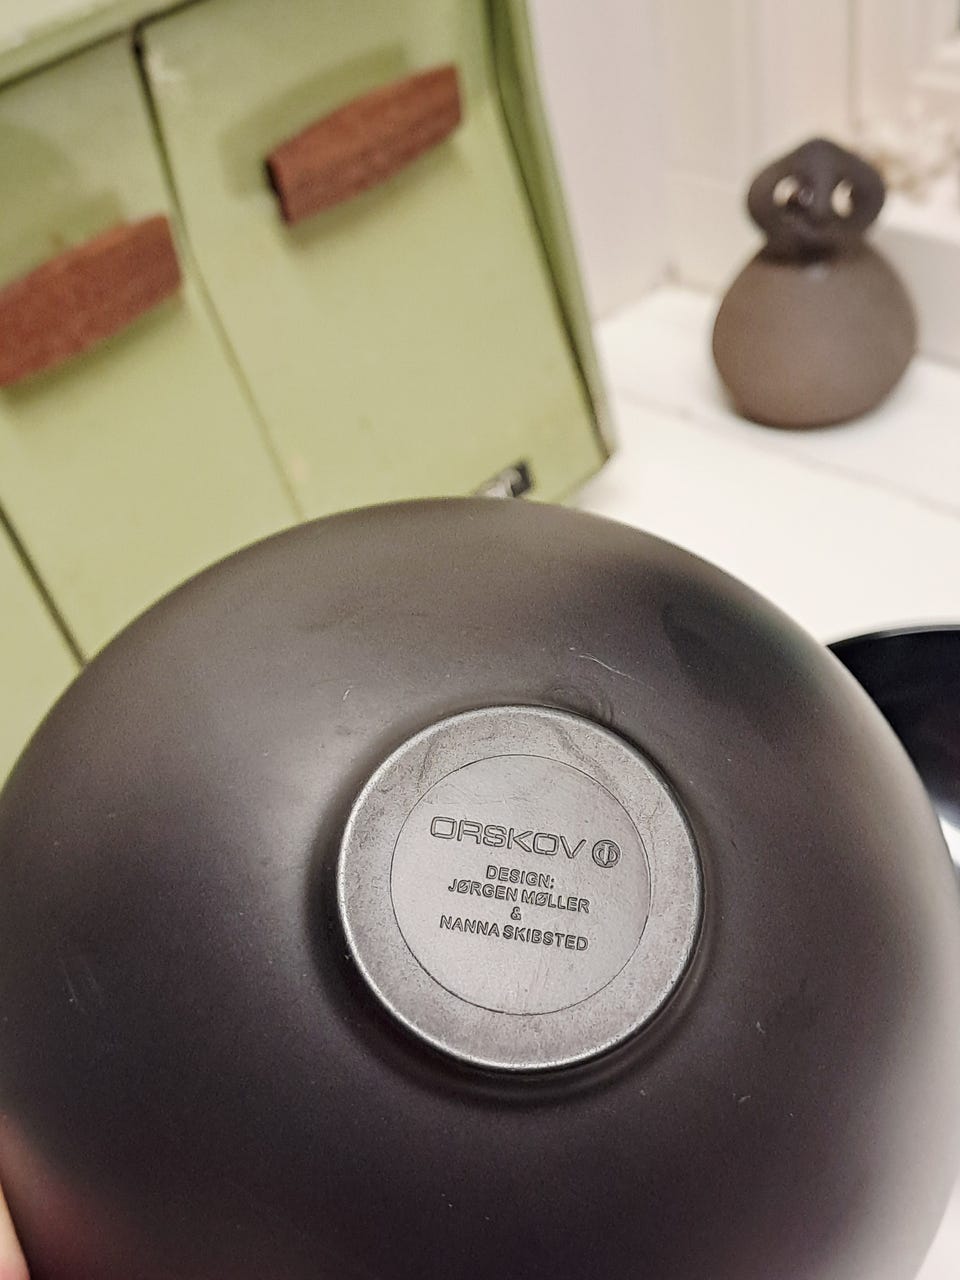 ORSKOV
DESIGN:
JØRGEN MØLLER
&
NANNA SKIBSTED